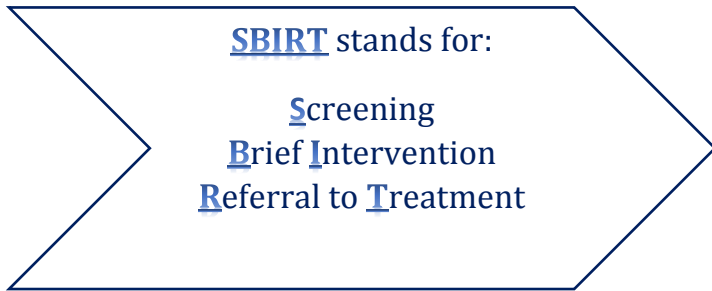 SBIRT stands for:
Screening
Brief Intervention
Referral to Treatment